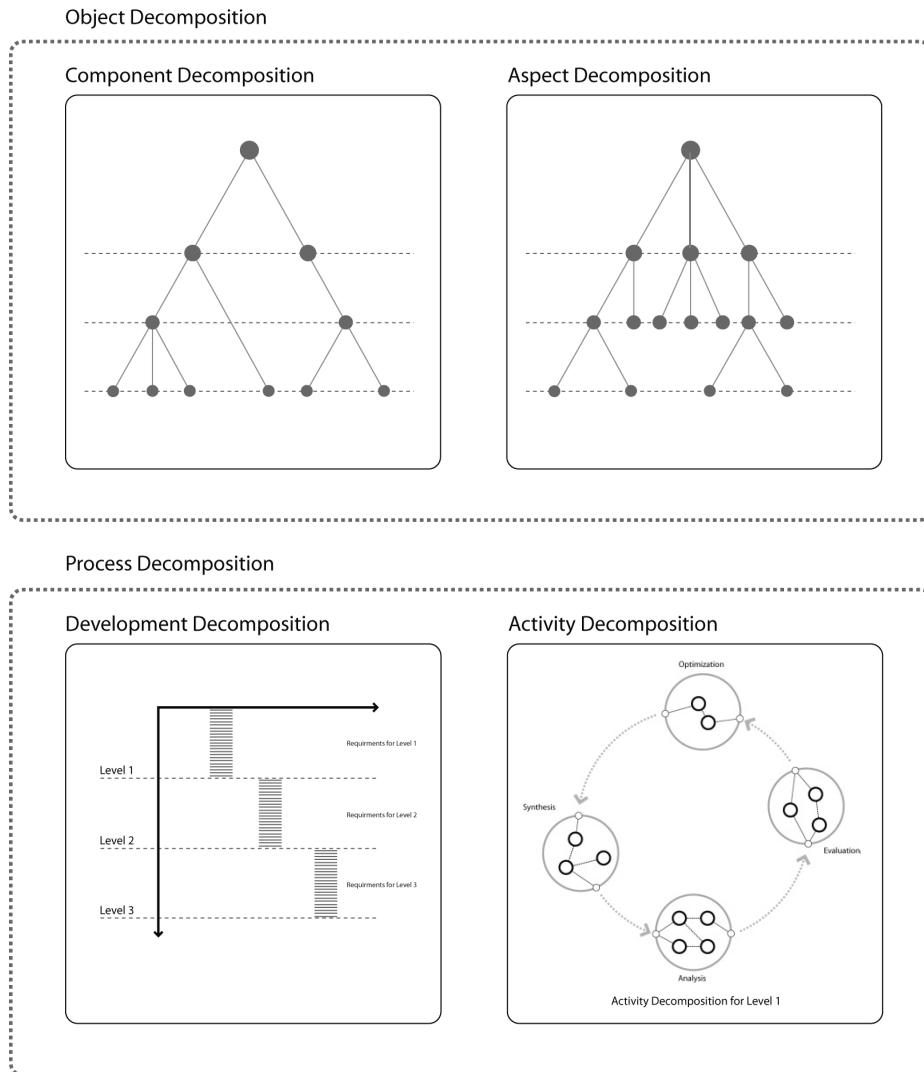 Object Decomposition
Component Decomposition
Aspect Decomposition
Process Decomposition
Development Decomposition
Activity Decomposition
Requirments for Level 1
Level 1
Requirments for Level 2
Level 2
Requirments for Level 3
Level 3
Optimization
Synthesis
Evaluation
Analysis
Activity Decomposition for Level 1